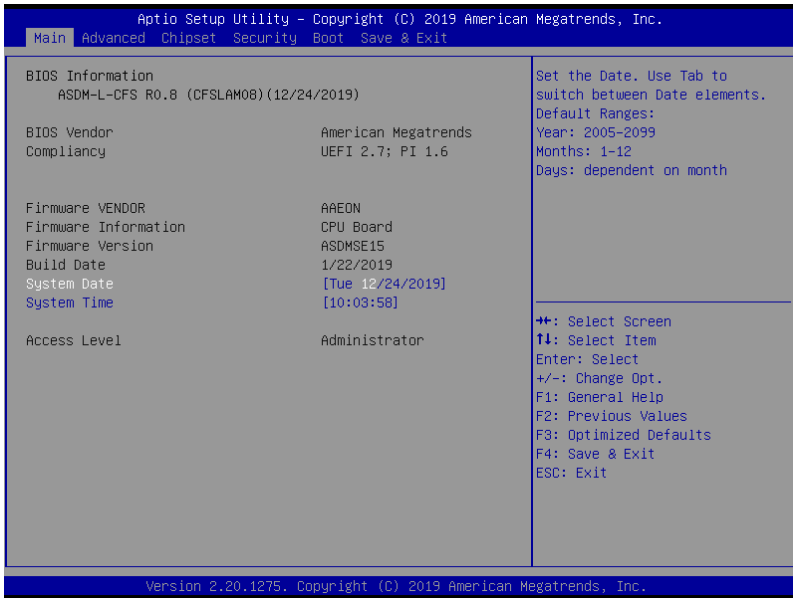 Aptio Setup Utility – Copyright (C) 2019 American Megatrends, Inc.
Main Advanced Chipset Security Boot Save & Exit
BIOS Information
ASDM-L-CFS R0.8 (CFSLAM08)(12/24/2019)
BIOS Vendor American Megatrends
Compliancy UEFI 2.7; PI 1.6
Firmware VENDOR AAEON
Firmware Information CPU Board
Firmware Version ASDMSE15
Build Date 1/22/2019
System Date [Tue 12/24/2019]
System Time [10:03:58]
Access Level Administrator
Set the Date. Use Tab to
switch between Date elements.
Default Ranges:
Year: 2005-2099
Months: 1-12
Days: dependent on month
→←: Select Screen
↑↓: Select Item
Enter: Select
+/-: Change Opt.
F1: General Help
F2: Previous Values
F3: Optimized Defaults
F4: Save & Exit
ESC: Exit
Version 2.20.1275. Copyright (C) 2019 American Megatrends, Inc.